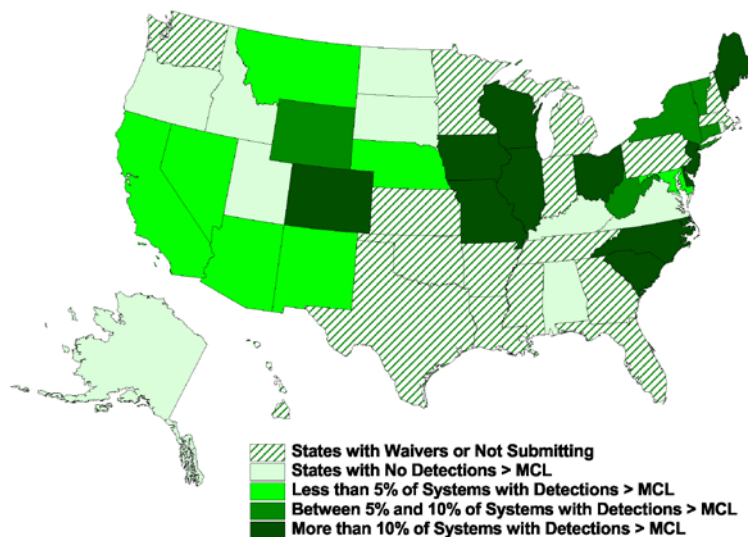 States with Waivers or Not Submitting
States with No Detections > MCL
Less than 5% of Systems with Detections > MCL
Between 5% and 10% of Systems with Detections > MCL
More than 10% of Systems with Detections > MCL